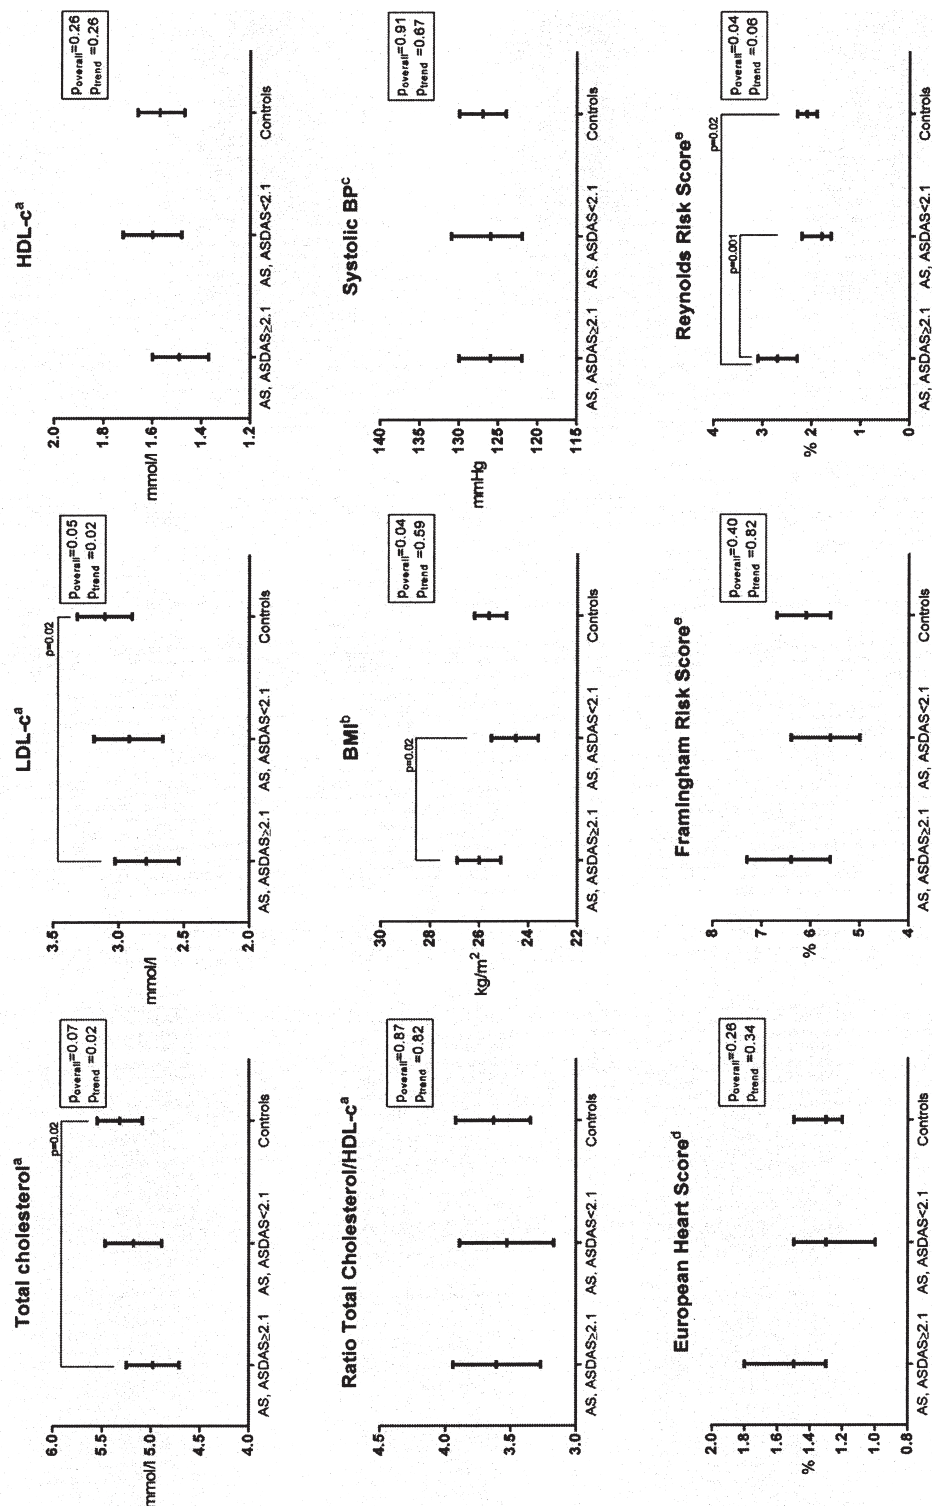 Total cholesterol^a
P_overall=0.07
P_trend =0.02
p=0.02
6.0
5.5
mmol/l 5.0
4.5
4.0
AS, ASDAS≥2.1 AS, ASDAS<2.1 Controls
LDL-c^a
P_overall=0.05
P_trend =0.02
p=0.02
3.5
3.0
mmol/l
2.5
2.0
AS, ASDAS≥2.1 AS, ASDAS<2.1 Controls
HDL-c^a
P_overall=0.26
P_trend =0.26
2.0
1.8
mmol/l 1.6
1.4
1.2
AS, ASDAS≥2.1 AS, ASDAS<2.1 Controls
Ratio Total Cholesterol/HDL-c^a
P_overall=0.87
P_trend =0.82
4.5
4.0
3.5
3.0
AS, ASDAS≥2.1 AS, ASDAS<2.1 Controls
BMI^b
P_overall=0.04
P_trend =0.59
p=0.02
30
28
kg/m² 26
24
22
AS, ASDAS≥2.1 AS, ASDAS<2.1 Controls
Systolic BP^c
P_overall=0.91
P_trend =0.67
140
135
130
mmHg
125
120
115
AS, ASDAS≥2.1 AS, ASDAS<2.1 Controls
European Heart Score^d
P_overall=0.26
P_trend =0.34
2.0
1.8
1.6
% 1.4
1.2
1.0
0.8
AS, ASDAS≥2.1 AS, ASDAS<2.1 Controls
Framingham Risk Score^e
P_overall=0.40
P_trend =0.82
8
7
% 6
5
4
AS, ASDAS≥2.1 AS, ASDAS<2.1 Controls
Reynolds Risk Score^e
P_overall=0.04
P_trend =0.06
p=0.02
p=0.001
4
3
% 2
1
0
AS, ASDAS≥2.1 AS, ASDAS<2.1 Controls